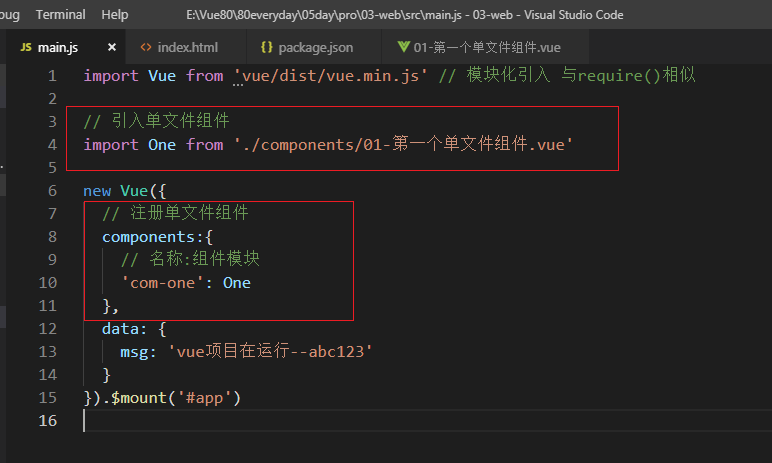 bug Terminal Help E:\Vue80\80everyday\05day\pro\03-web\src\main.js - 03-web - Visual Studio Code
JS main.js × <> index.html {} package.json 01-第一个单文件组件.vue
1 import Vue from 'vue/dist/vue.min.js' // 模块化引入 与require()相似
2
3 // 引入单文件组件
4 import One from './components/01-第一个单文件组件.vue'
5
6 new Vue({
7 // 注册单文件组件
8 components:{
9 // 名称:组件模块
10 'com-one': One
11 },
12 data: {
13 msg: 'vue项目在运行--abc123'
14 }
15 }).$mount('#app')
16